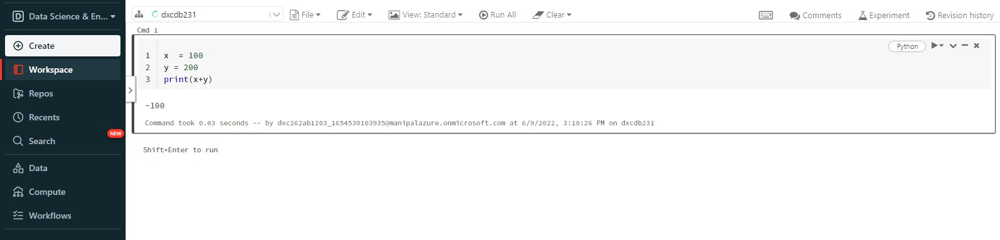 D Data Science & En...
Create
Workspace
Repos
Recents
NEW
Search
Data
Compute
Workflows
dxcdb231 File Edit View: Standard Run All Clear Comments Experiment Revision history
Cmd 1
Python
1 x  = 100
2 y = 200
3 print(x+y)
-100
Command took 0.03 seconds -- by dxc262ab1203_1654530103935@manipalazure.onmicrosoft.com at 6/9/2022, 3:10:26 PM on dxcdb231
Shift+Enter to run